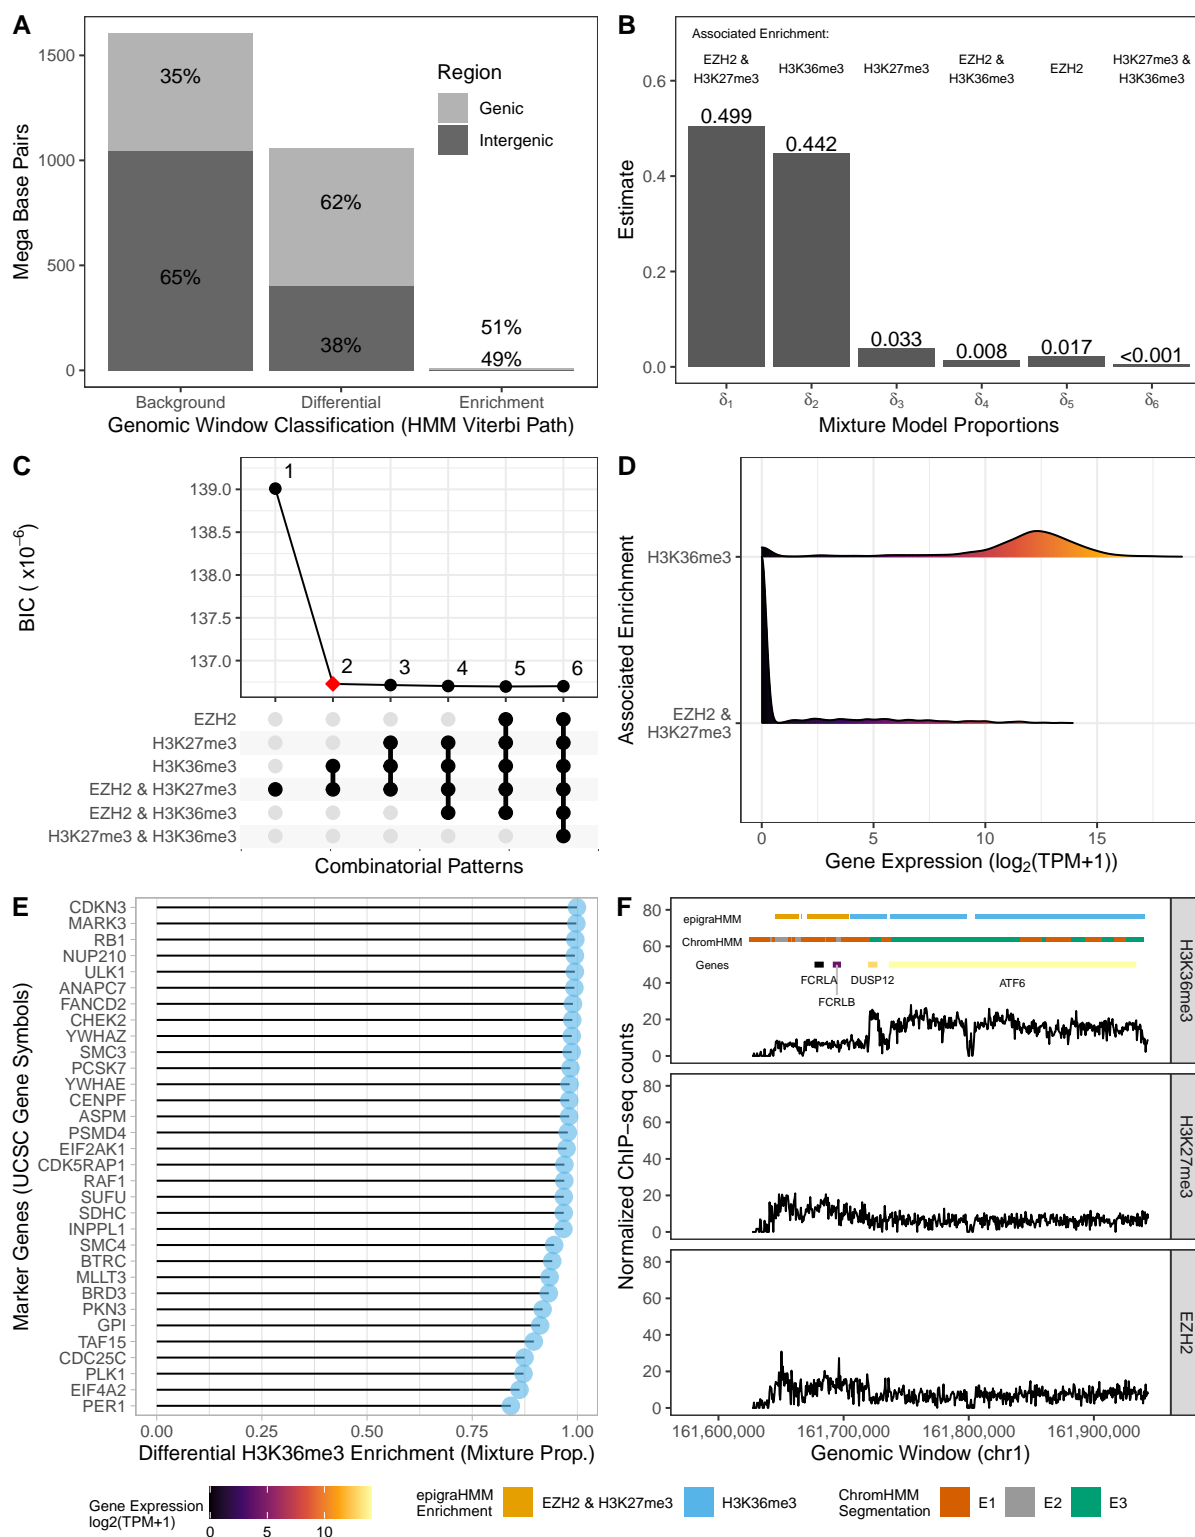 A
1500
1000
500
0
Mega Base Pairs
35%
65%
62%
38%
51%
49%
Region
Genic
Intergenic
Background
Differential
Enrichment
Genomic Window Classification (HMM Viterbi Path)
B
Associated Enrichment:
EZH2 &
H3K27me3
H3K36me3
H3K27me3
EZH2 &
H3K36me3
EZH2
H3K27me3 &
H3K36me3
0.6
0.4
0.2
0.0
Estimate
0.499
0.442
0.033
0.008
0.017
<0.001
δ1
δ2
δ3
δ4
δ5
δ6
Mixture Model Proportions
C
139.0
138.0
137.0
BIC ( x10−6)
1
2
3
4
5
6
EZH2
H3K27me3
H3K36me3
EZH2 & H3K27me3
EZH2 & H3K36me3
H3K27me3 & H3K36me3
Combinatorial Patterns
D
Associated Enrichment
H3K36me3
EZH2 &
H3K27me3
0
5
10
15
Gene Expression (log2(TPM+1))
E
Marker Genes (UCSC Gene Symbols)
CDKN3
MARK3
RB1
NUP210
ULK1
ANAPC7
FANCD2
CHEK2
YWHAZ
SMC3
PCSK7
YWHAE
CENPF
ASPM
PSMD4
EIF2AK1
CDK5RAP1
RAF1
SUFU
SDHC
INPPL1
SMC4
BTRC
MLLT3
BRD3
PKN3
GPI
TAF15
CDC25C
PLK1
EIF4A2
PER1
0.00
0.25
0.50
0.75
1.00
Differential H3K36me3 Enrichment (Mixture Prop.)
F
Normalized ChIP−seq counts
80
60
40
20
0
epigraHMM
ChromHMM
Genes
FCRLA
FCRLB
DUSP12
ATF6
H3K36me3
80
60
40
20
0
H3K27me3
80
60
40
20
0
EZH2
161,600,000
161,700,000
161,800,000
161,900,000
Genomic Window (chr1)
Gene Expression
log2(TPM+1)
0
5
10
epigraHMM
Enrichment
EZH2 & H3K27me3
H3K36me3
ChromHMM
Segmentation
E1
E2
E3